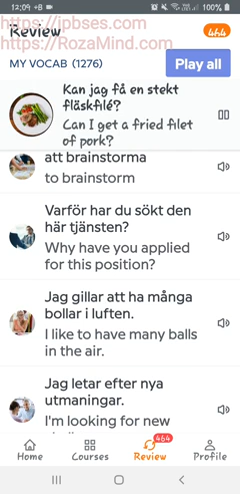 12:09 +B
100%
https://jpbses.com
Review
464
https://RozaMind.com
MY VOCAB (1276)
Play all
Kan jag få en stekt
fläskfilé?
Can I get a fried filet
of pork?
att brainstorma
to brainstorm
Varför har du sökt den
här tjänsten?
Why have you applied
for this position?
Jag gillar att ha många
bollar i luften.
I like to have many balls
in the air.
Jag letar efter nya
utmaningar.
I'm looking for new
464
Home
Courses
Review
Profile